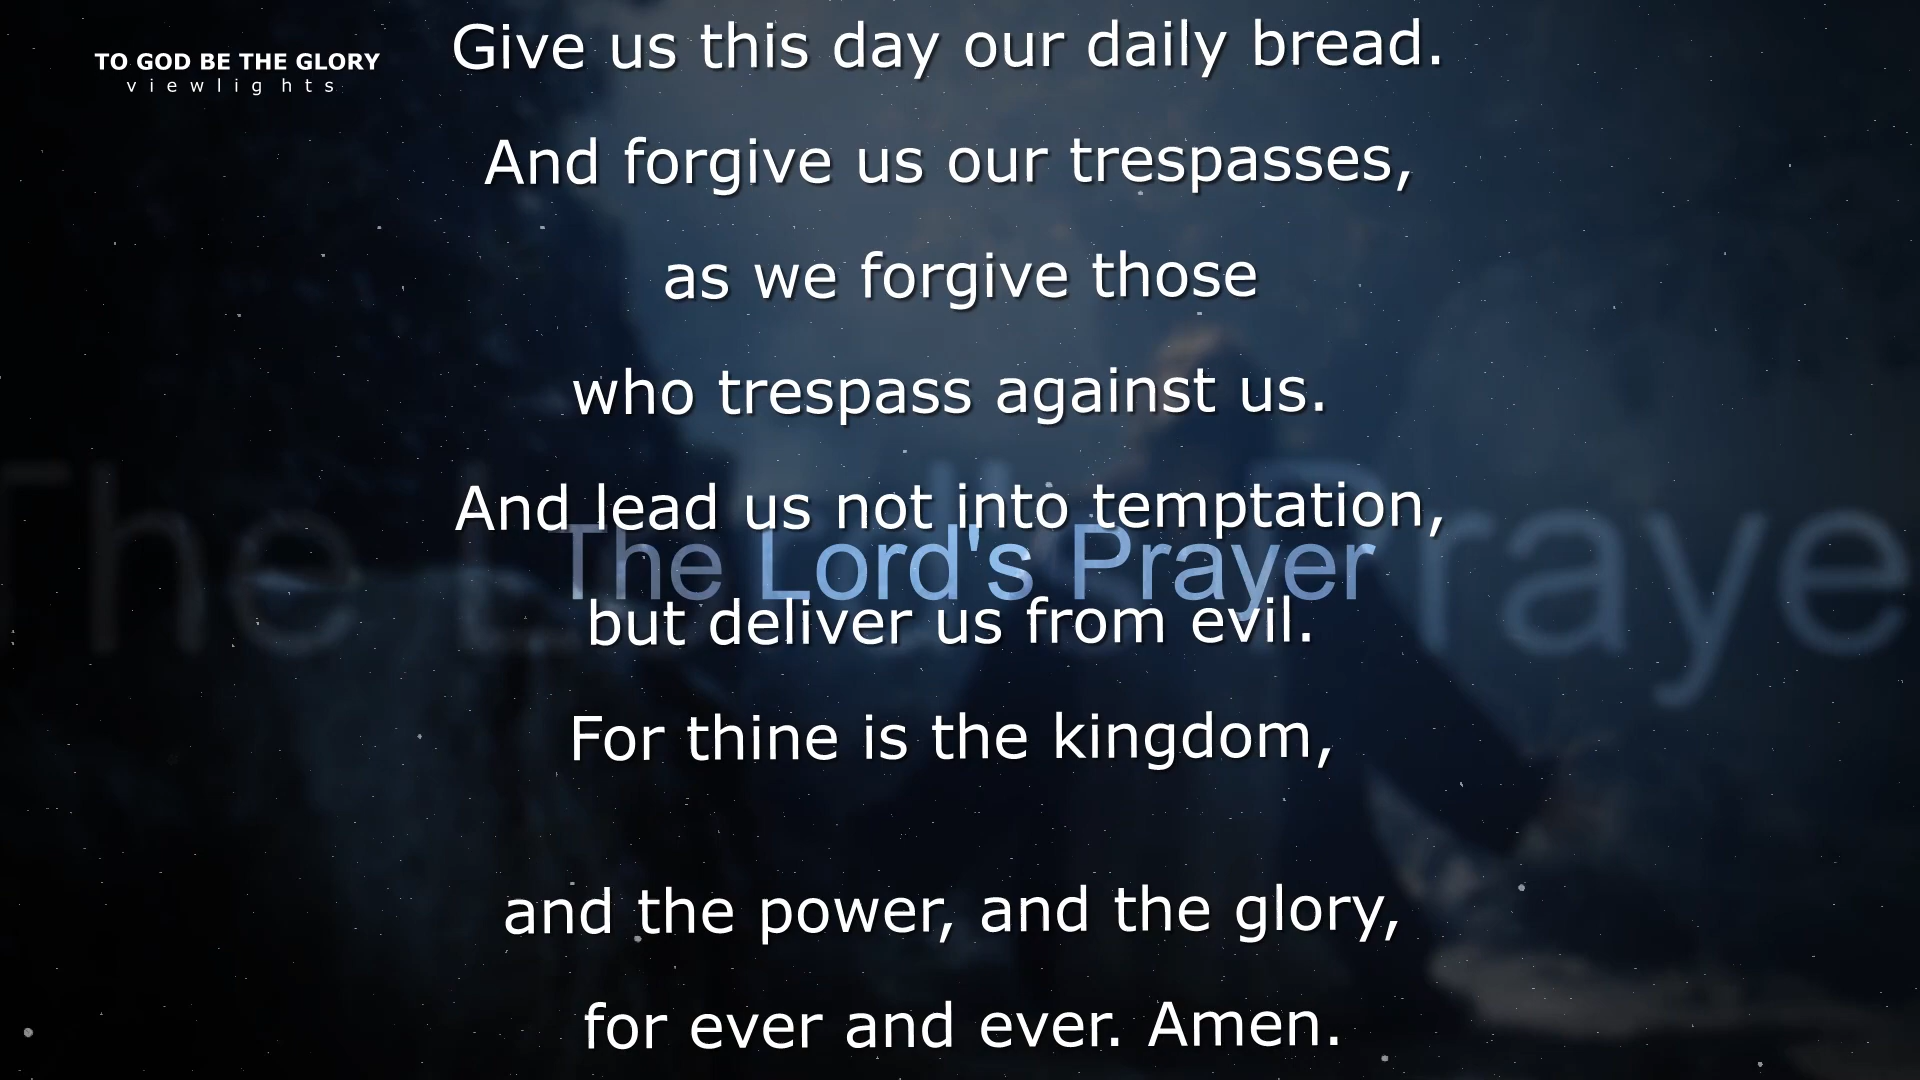 TO GOD BE THE GLORY
viewlights
Give us this day our daily bread.
And forgive us our trespasses,
as we forgive those
who trespass against us.
And lead us not into temptation,
The Lord's Prayer
but deliver us from evil.
For thine is the kingdom,
and the power, and the glory,
for ever and ever. Amen.